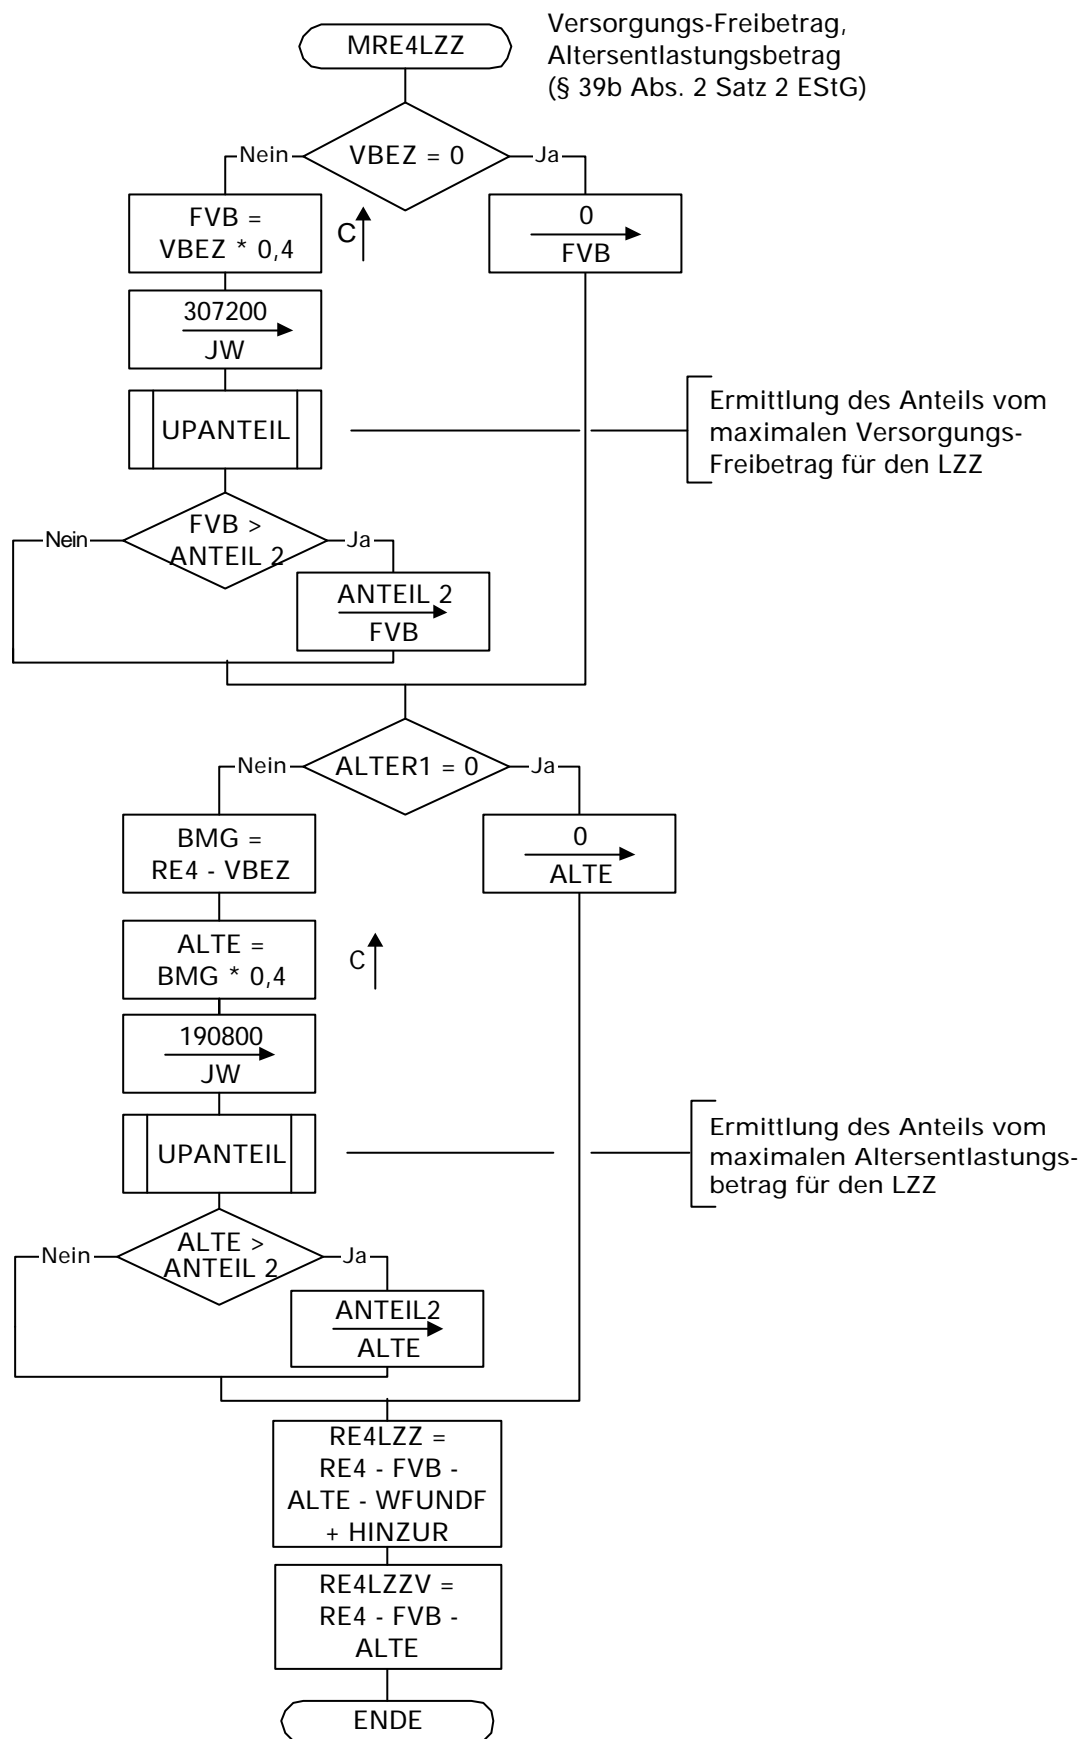 MRE4LZZ
Versorgungs-Freibetrag,
Altersentlastungsbetrag
(§ 39b Abs. 2 Satz 2 EStG)
Nein
VBEZ = 0
Ja
FVB =
VBEZ * 0,4
C
0
FVB
307200
JW
UPANTEIL
Ermittlung des Anteils vom
maximalen Versorgungs-
Freibetrag für den LZZ
Nein
FVB >
ANTEIL 2
Ja
ANTEIL 2
FVB
Nein
ALTER1 = 0
Ja
BMG =
RE4 - VBEZ
0
ALTE
ALTE =
BMG * 0,4
C
190800
JW
UPANTEIL
Ermittlung des Anteils vom
maximalen Altersentlastungs-
betrag für den LZZ
Nein
ALTE >
ANTEIL 2
Ja
ANTEIL2
ALTE
RE4LZZ =
RE4 - FVB -
ALTE - WFUNDF
+ HINZUR
RE4LZZV =
RE4 - FVB -
ALTE
ENDE